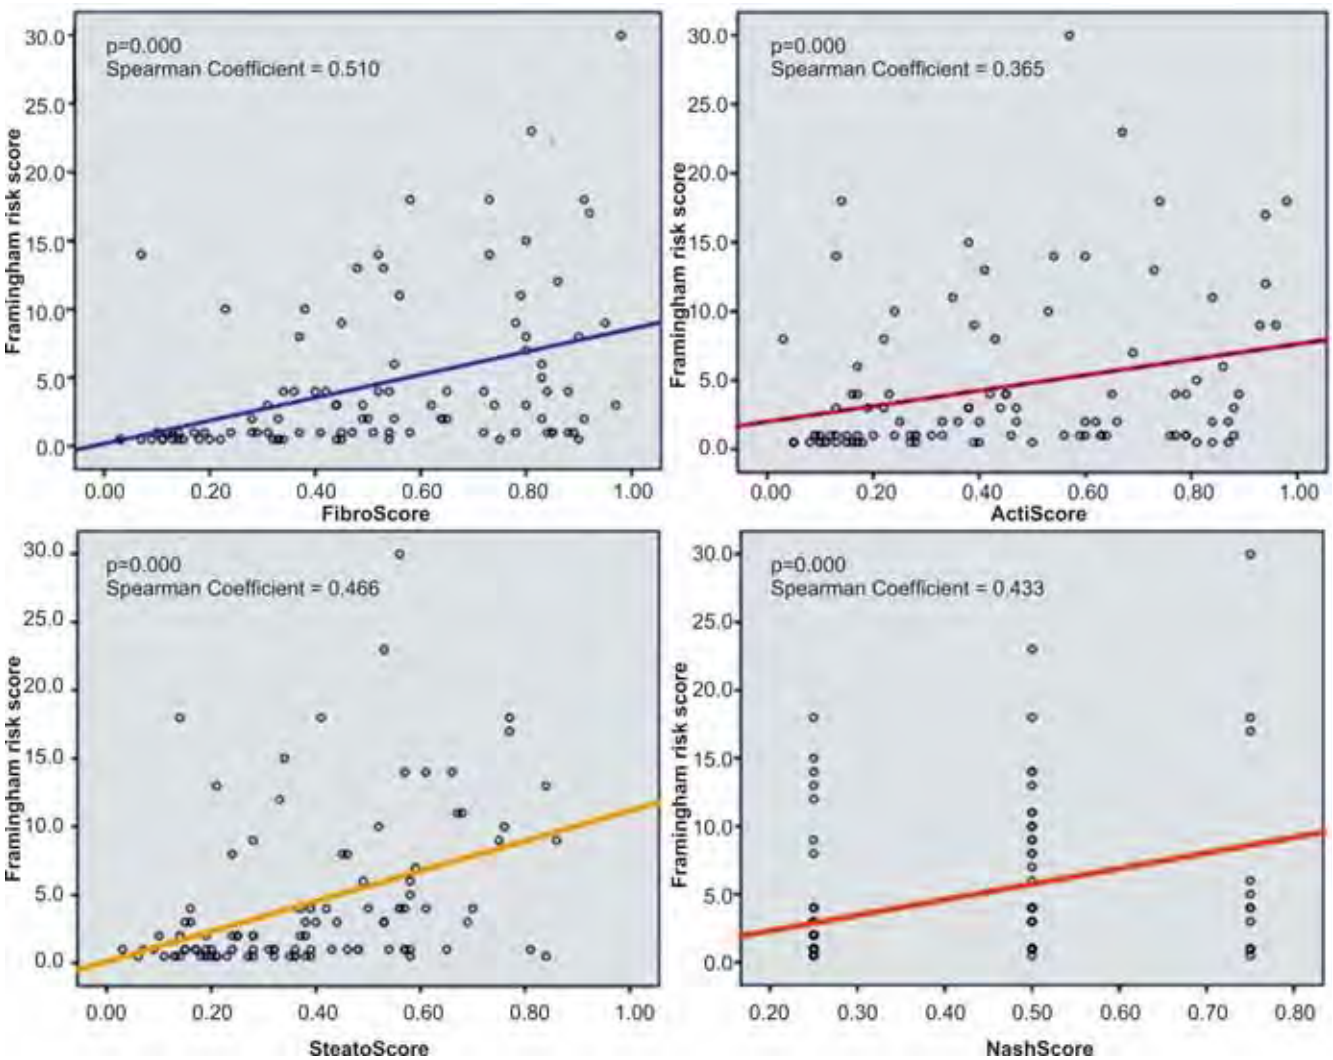 p=0.000
Spearman Coefficient = 0.510
Framingham risk score
30.0
25.0
20.0
15.0
10.0
5.0
0.0
0.00 0.20 0.40 0.60 0.80 1.00
FibroScore
p=0.000
Spearman Coefficient = 0.365
Framingham risk score
30.0
25.0
20.0
15.0
10.0
5.0
0.0
0.00 0.20 0.40 0.60 0.80 1.00
ActiScore
p=0.000
Spearman Coefficient = 0.466
Framingham risk score
30.0
25.0
20.0
15.0
10.0
5.0
0.0
0.00 0.20 0.40 0.60 0.80 1.00
SteatoScore
p=0.000
Spearman Coefficient = 0.433
Framingham risk score
30.0
25.0
20.0
15.0
10.0
5.0
0.0
0.20 0.30 0.40 0.50 0.60 0.70 0.80
NashScore